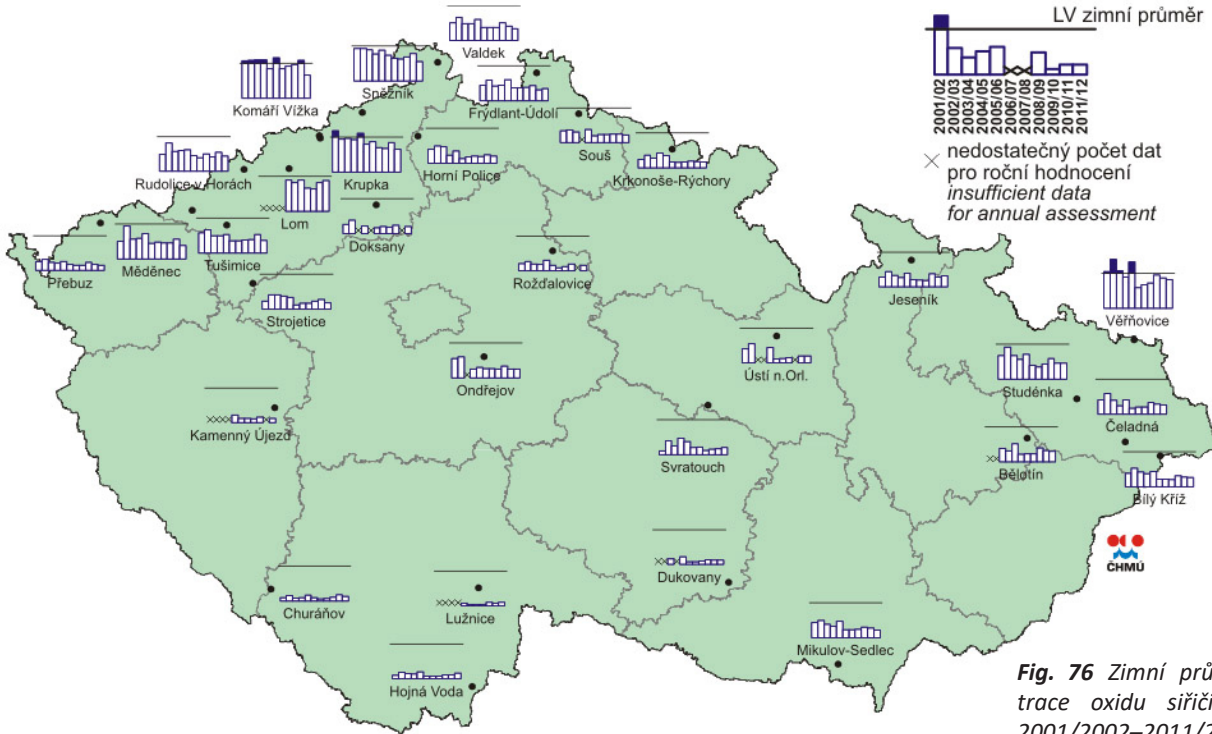 LV zimní průměr
2001/02
2002/03
2003/04
2004/05
2005/06
2006/07
2007/08
2008/09
2009/10
2010/11
2011/12
× nedostatečný počet dat
pro roční hodnocení
insufficient data
for annual assessment
Valdek
Sněžník
Komáří Vížka
Frýdlant-Údolí
Souš
Krkonoše-Rýchory
Rudolice v Horách
Krupka
Horní Police
Lom
Doksany
Přebuz
Měděnec
Tušimice
Rožďalovice
Jeseník
Strojetice
Věřňovice
Ondřejov
Ústí n.Orl.
Studénka
Čeladná
Kamenný Újezd
Svratouch
Bělotín
Bílý Kříž
ČHMÚ
Dukovany
Churáňov
Lužnice
Mikulov-Sedlec
Hojná Voda
Fig. 76 Zimní prů
trace oxidu siřiči
2001/2002–2011/2